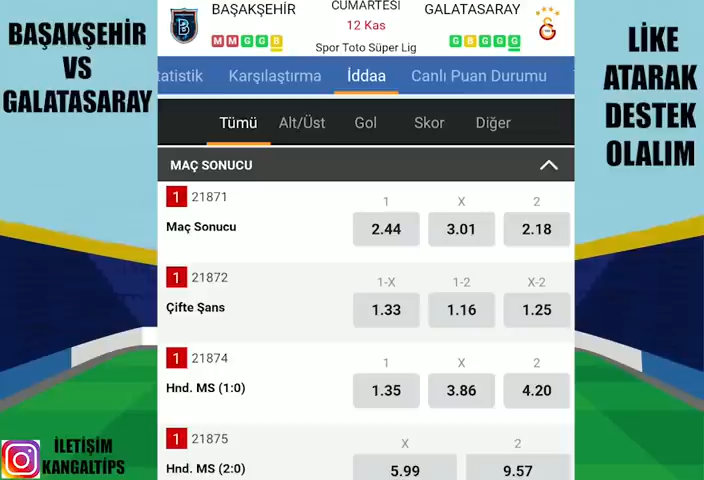 BAŞAKŞEHİR
VS
GALATASARAY
BAŞAKŞEHİR
CUMARTESİ
GALATASARAY
12 Kas
M M G G B
G B G G G
Spor Toto Süper Lig
tatistik Karşılaştırma İddaa Canlı Puan Durumu
Tümü Alt/Üst Gol Skor Diğer
MAÇ SONUCU
1 21871
1 X 2
Maç Sonucu
2.44 3.01 2.18
1 21872
1-X 1-2 X-2
Çifte Şans
1.33 1.16 1.25
1 21874
1 X 2
Hnd. MS (1:0)
1.35 3.86 4.20
1 21875
X 2
Hnd. MS (2:0)
5.99 9.57
LİKE
ATARAK
DESTEK
OLALIM
İLETİŞİM
KANGALTİPS